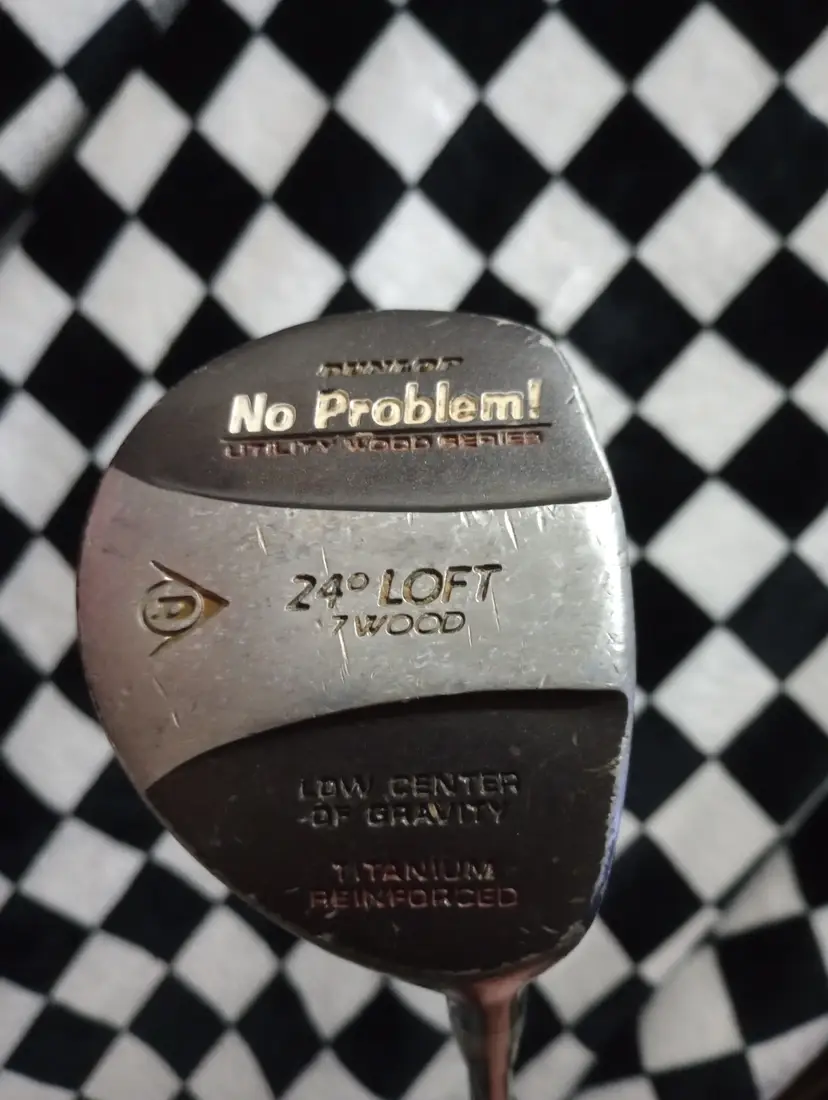 DUNLOP
No Problem!
UTILITY WOOD SERIES
24° LOFT
7 WOOD
D
LOW CENTER
OF GRAVITY
TITANIUM
REINFORCED